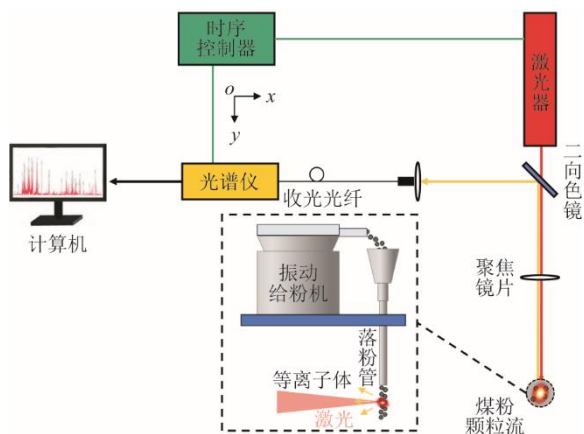 时序
控制器
激光器
o
x
y
二向色镜
光谱仪
收光光纤
计算机
聚焦
镜片
振动
给粉机
落粉管
等离子体
激光
煤粉
颗粒流